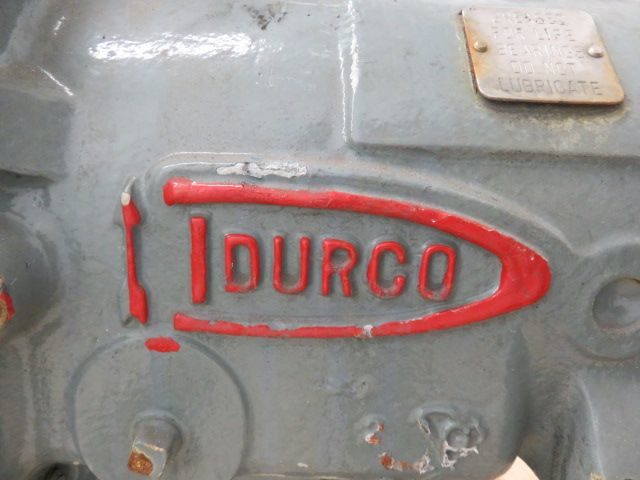 GREASED
FOR LIFE
BEARINGS
DO NOT
LUBRICATE
DURCO